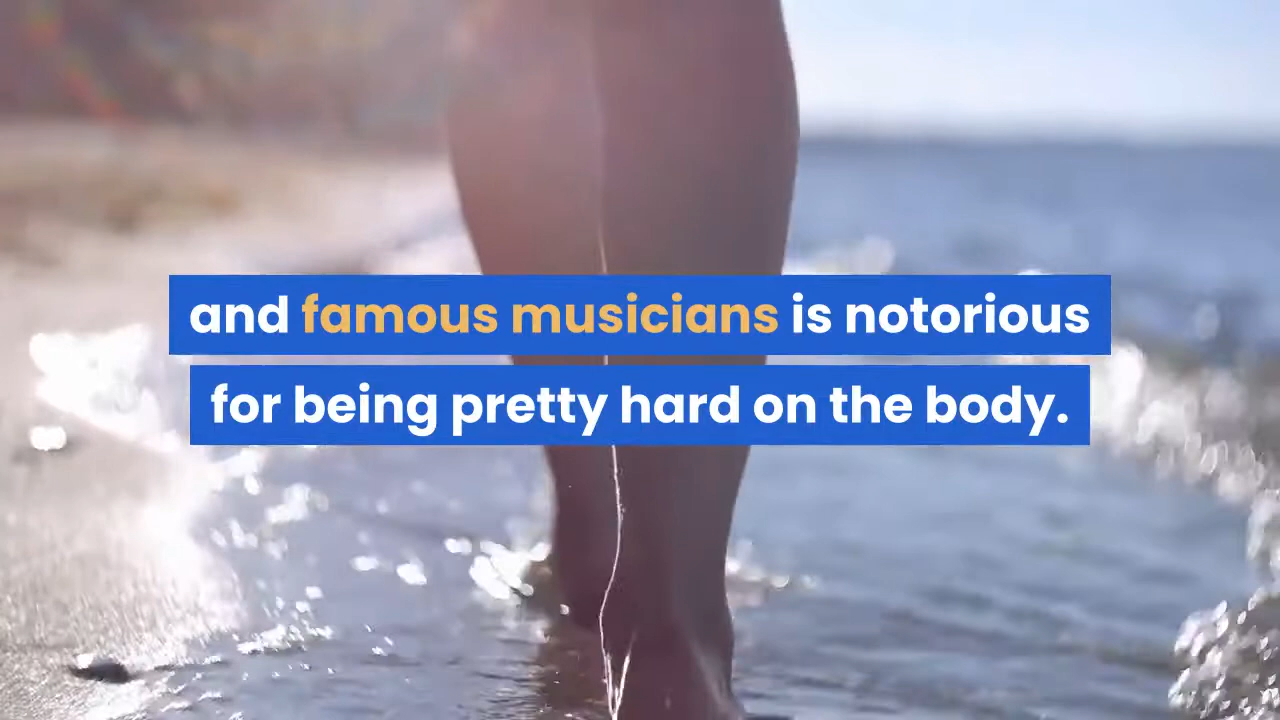 and famous musicians is notorious
for being pretty hard on the body.